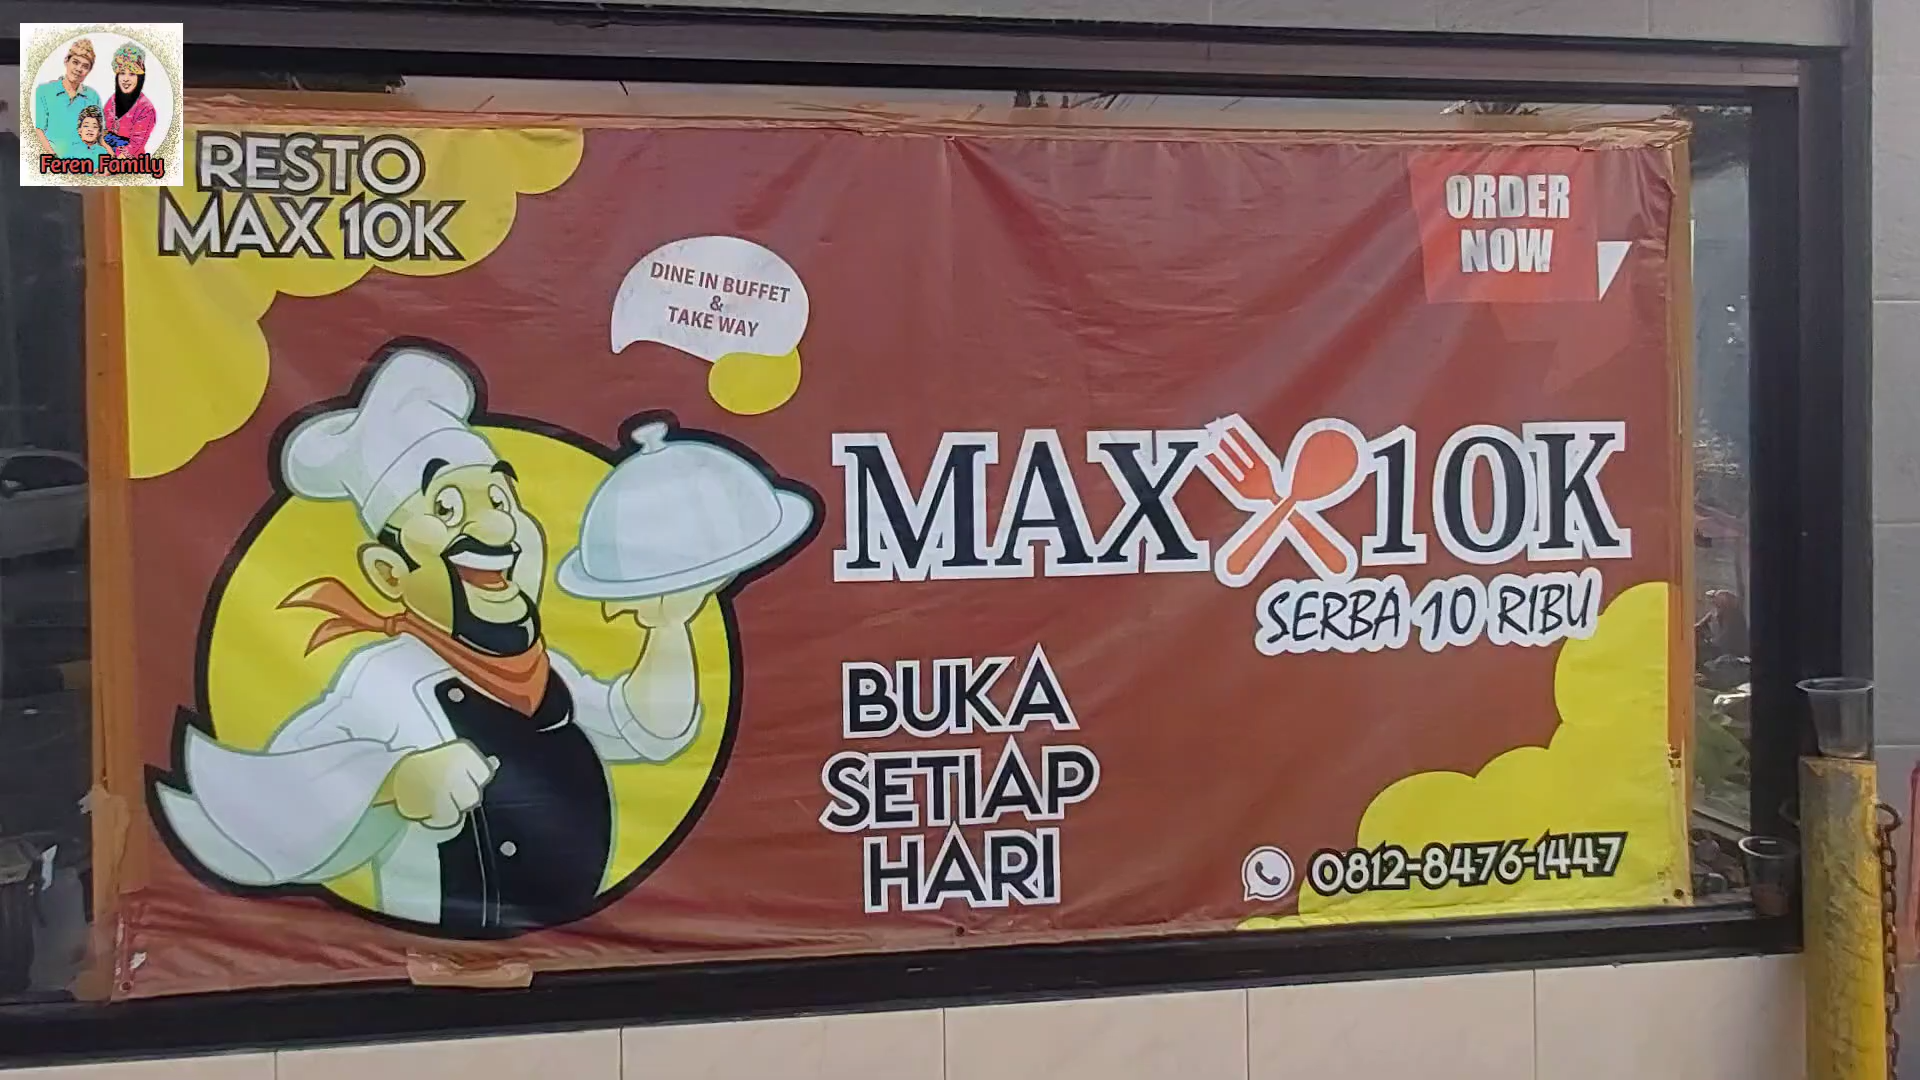 Feren Family
RESTO
MAX 10K
DINE IN BUFFET
&
TAKE WAY
ORDER
NOW
MAX 10K
SERBA 10 RIBU
BUKA
SETIAP
HARI
0812-8476-1447